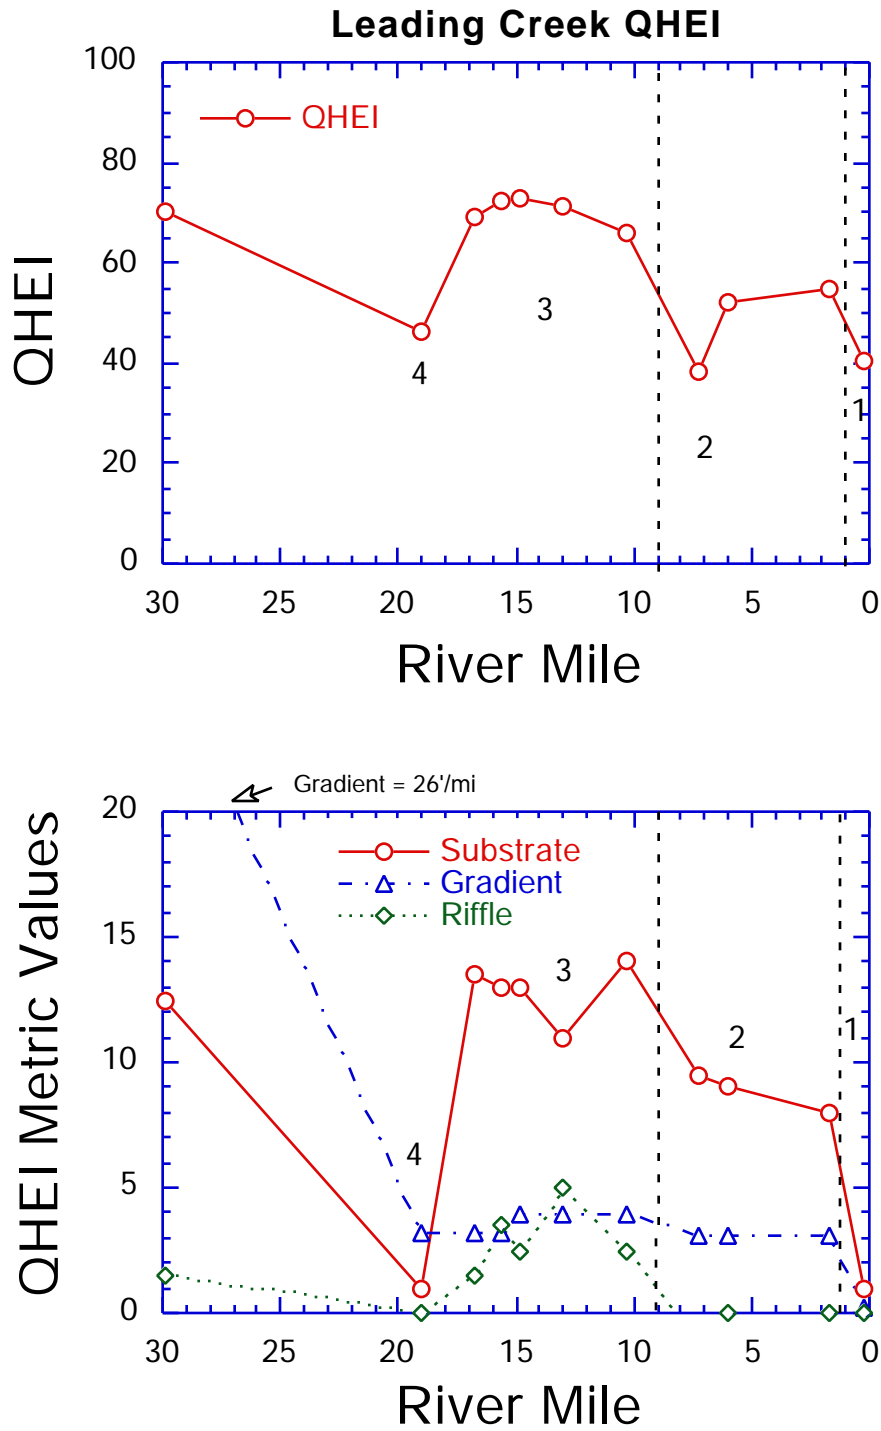 Leading Creek QHEI
100
80
60
40
20
0
QHEI
QHEI
4
3
2
1
30 25 20 15 10 5 0
River Mile
Gradient = 26'/mi
20
15
10
5
0
QHEI Metric Values
Substrate
Gradient
Riffle
4
3
2
1
30 25 20 15 10 5 0
River Mile